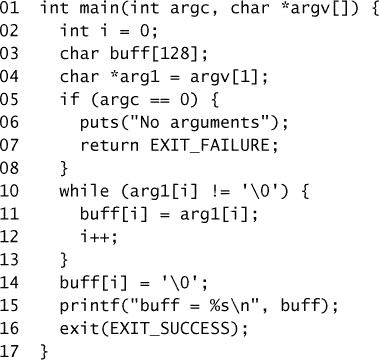 01 int main(int argc, char *argv[]) {
02   int i = 0;
03   char buff[128];
04   char *arg1 = argv[1];
05   if (argc == 0) {
06     puts("No arguments");
07     return EXIT_FAILURE;
08   }
10   while (arg1[i] != '\0') {
11     buff[i] = arg1[i];
12     i++;
13   }
14   buff[i] = '\0';
15   printf("buff = %s\n", buff);
16   exit(EXIT_SUCCESS);
17 }